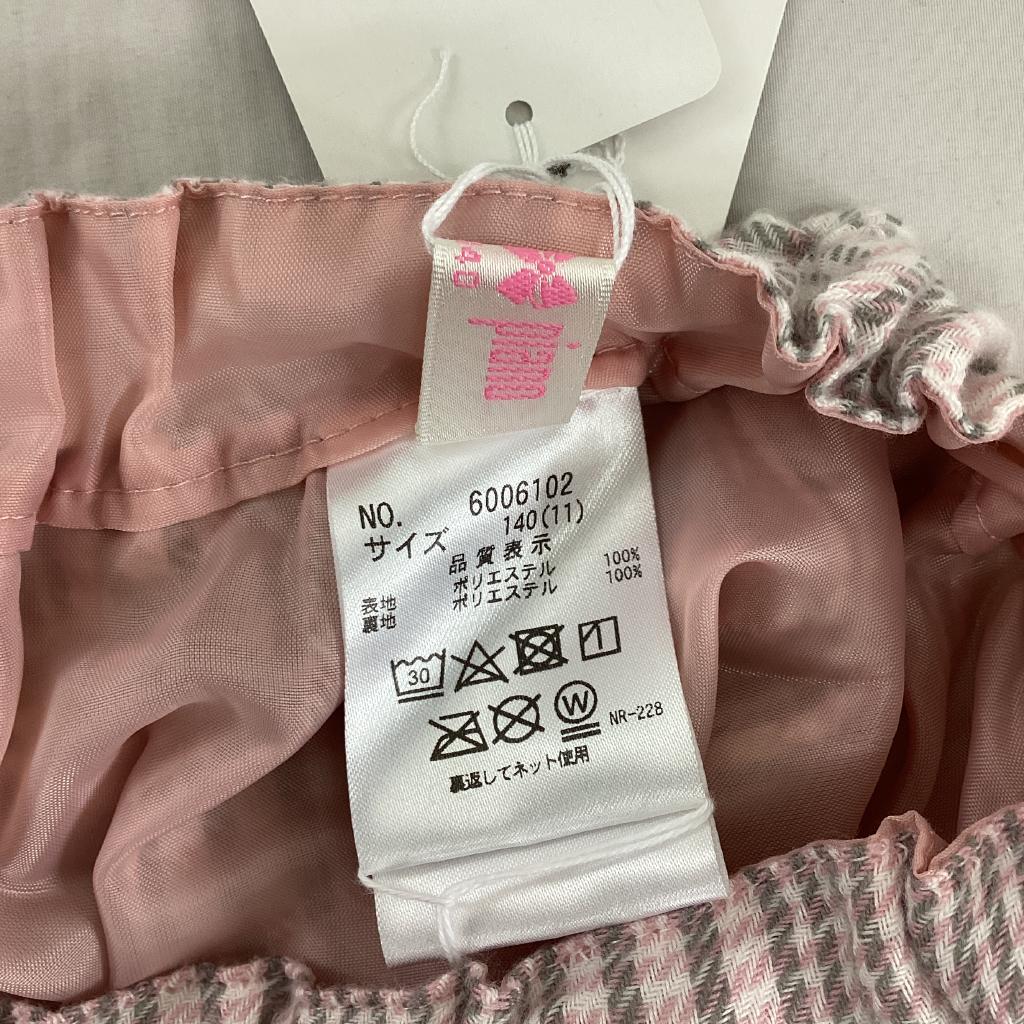 piano
NO. 6006102
サイズ 140(11)
品質表示
表地 ポリエステル 100%
裏地 ポリエステル 100%
30
W NR-228
裏返してネット使用